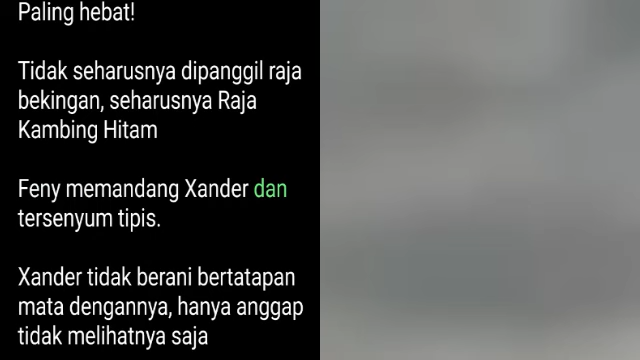 Paling hebat!
Tidak seharusnya dipanggil raja
bekingan, seharusnya Raja
Kambing Hitam
Feny memandang Xander dan
tersenyum tipis.
Xander tidak berani bertatapan
mata dengannya, hanya anggap
tidak melihatnya saja